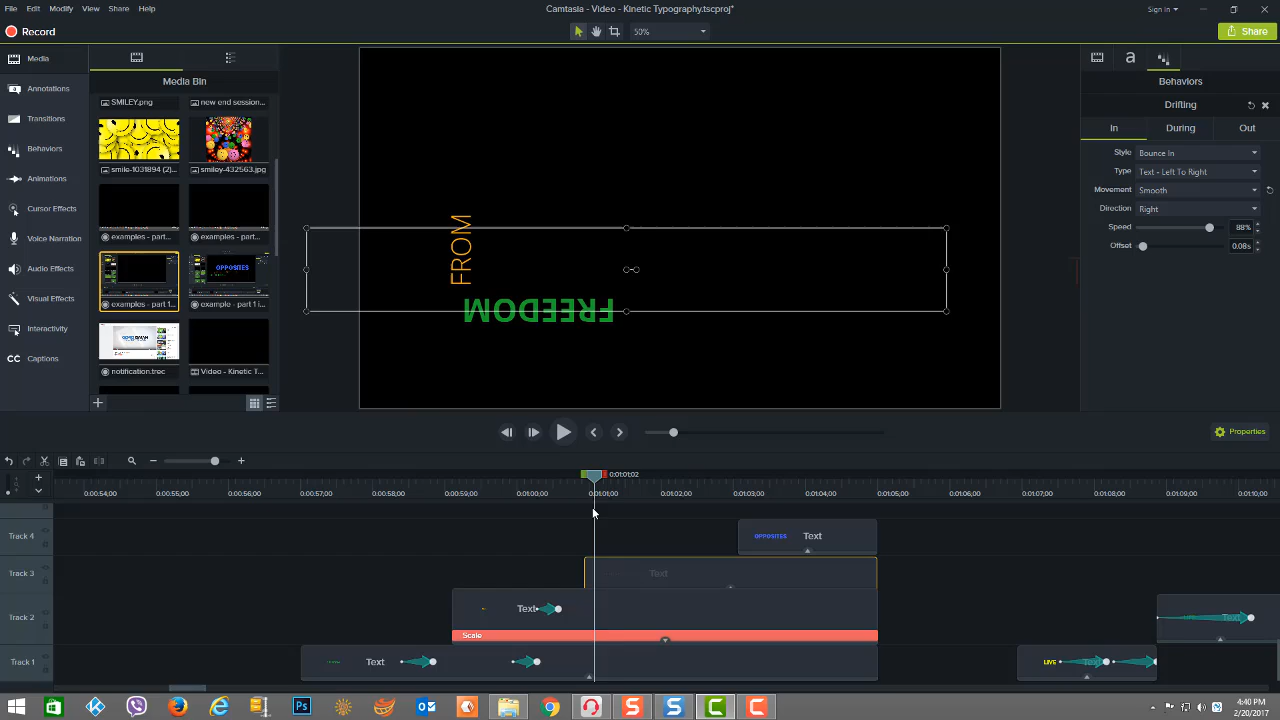 File Edit Modify View Share Help
Camtasia - Video - Kinetic Typography.tscproj*
Sign in
Record
50%
Share
Media
Annotations
Transitions
Behaviors
Animations
Cursor Effects
Voice Narration
Audio Effects
Visual Effects
Interactivity
CC Captions
Media Bin
SMILEY.png
new end session...
smile-1031894 (2)...
smiley-432563.jpg
examples - part...
examples - part...
examples - part 1...
OPPOSITES
example - part 1 i...
notification.trec
Video - Kinetic T...
FROM
FREEDOM
a
Behaviors
Drifting
In During Out
Style Bounce In
Type Text - Left To Right
Movement Smooth
Direction Right
Speed 88%
Offset 0.08s
Properties
0:01:01;02
0:00:54;00 0:00:55;00 0:00:56;00 0:00:57;00 0:00:58;00 0:00:59;00 0:01:00;00 0:01:01;00 0:01:02;00 0:01:03;00 0:01:04;00 0:01:05;00 0:01:06;00 0:01:07;00 0:01:08;00 0:01:09;00 0:01:10;00
Track 4
OPPOSITES Text
Track 3
Text
Track 2
Text
Text
Scale
Track 1
Text
LIVE Text
4:40 PM
2/20/2017